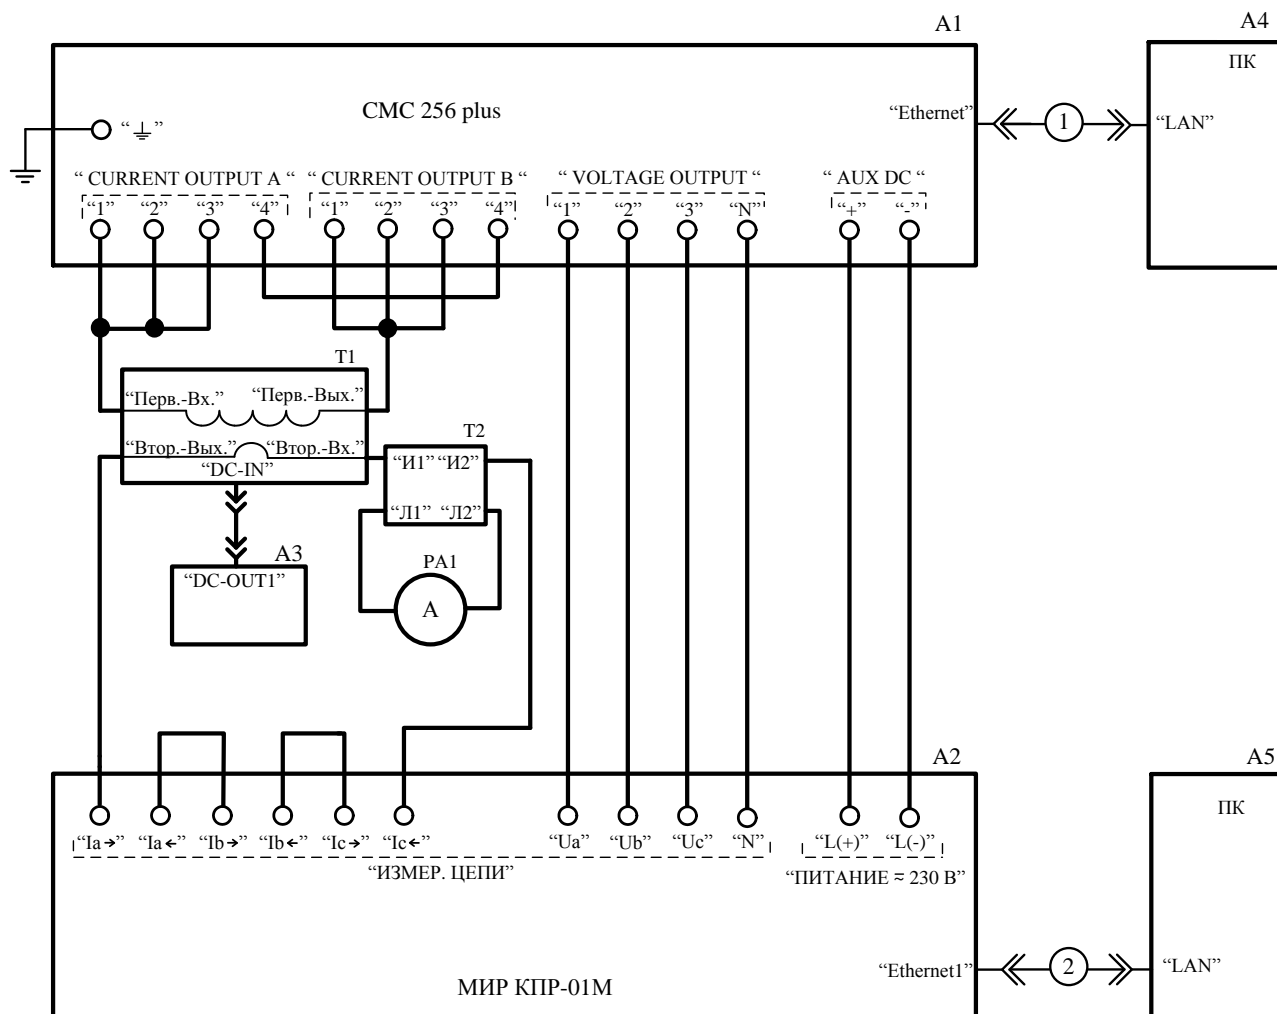 A1
A4
ПК
CMC 256 plus
“Ethernet”
1
“LAN”
“ ⏚ ”
“ CURRENT OUTPUT A “
“ CURRENT OUTPUT B “
“ VOLTAGE OUTPUT “
“ AUX DC “
“1” “2” “3” “4”
“1” “2” “3” “4”
“1” “2” “3” “N”
“+” “-”
T1
“Перв.-Вх.” “Перв.-Вых.”
“Втор.-Вых.” “Втор.-Вх.”
“DC-IN”
T2
“И1” “И2”
“Л1” “Л2”
A3
“DC-OUT1”
PA1
A
A2
A5
ПК
“Ia→” “Ia←” “Ib→” “Ib←” “Ic→” “Ic←”
“Ua” “Ub” “Uc” “N”
“L(+)” “L(-)”
“ИЗМЕР. ЦЕПИ”
“ПИТАНИЕ ≂ 230 В”
“Ethernet1”
2
“LAN”
МИР КПР-01М